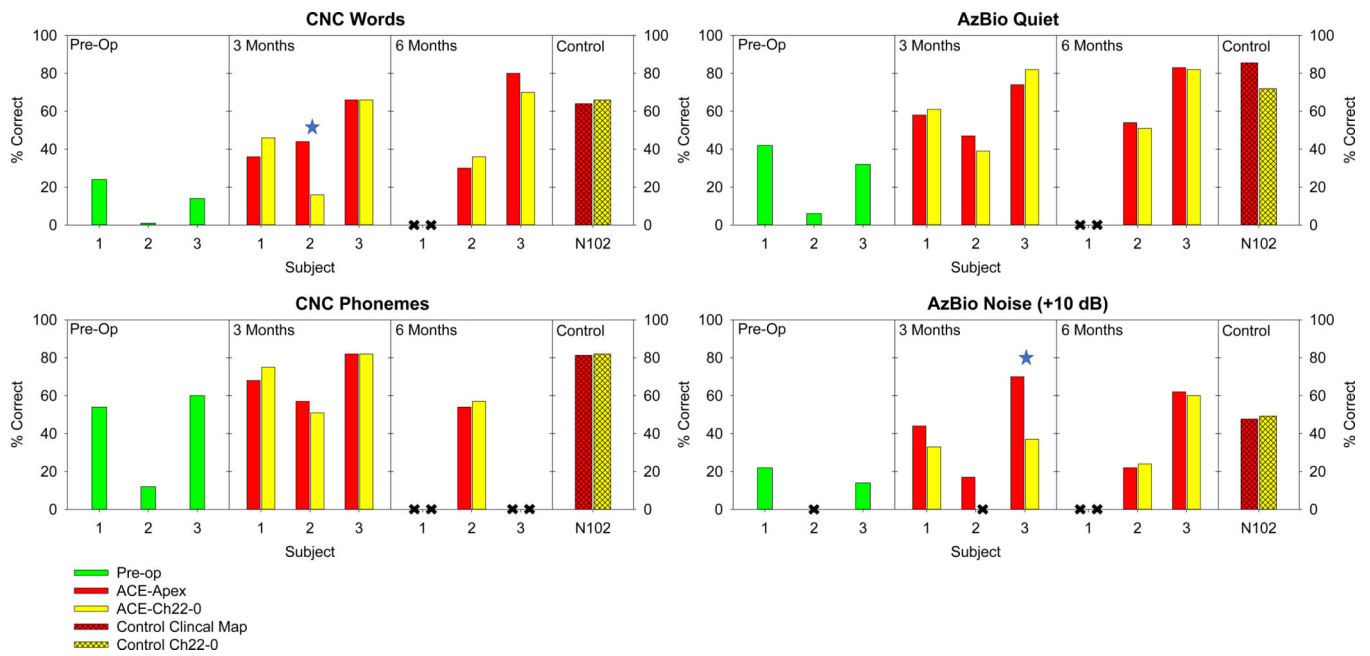 CNC Words
AzBio Quiet
100
80
60
40
20
0
% Correct
Pre-Op
3 Months
6 Months
Control
100
80
60
40
20
0
% Correct
1 2 3 1 2 3 1 2 3 N102
Subject
100
80
60
40
20
0
% Correct
Pre-Op
3 Months
6 Months
Control
100
80
60
40
20
0
% Correct
1 2 3 1 2 3 1 2 3 N102
Subject
CNC Phonemes
AzBio Noise (+10 dB)
100
80
60
40
20
0
% Correct
Pre-Op
3 Months
6 Months
Control
100
80
60
40
20
0
% Correct
1 2 3 1 2 3 1 2 3 N102
Subject
100
80
60
40
20
0
% Correct
Pre-Op
3 Months
6 Months
Control
100
80
60
40
20
0
% Correct
1 2 3 1 2 3 1 2 3 N102
Subject
Pre-op
ACE-Apex
ACE-Ch22-0
Control Clincal Map
Control Ch22-0